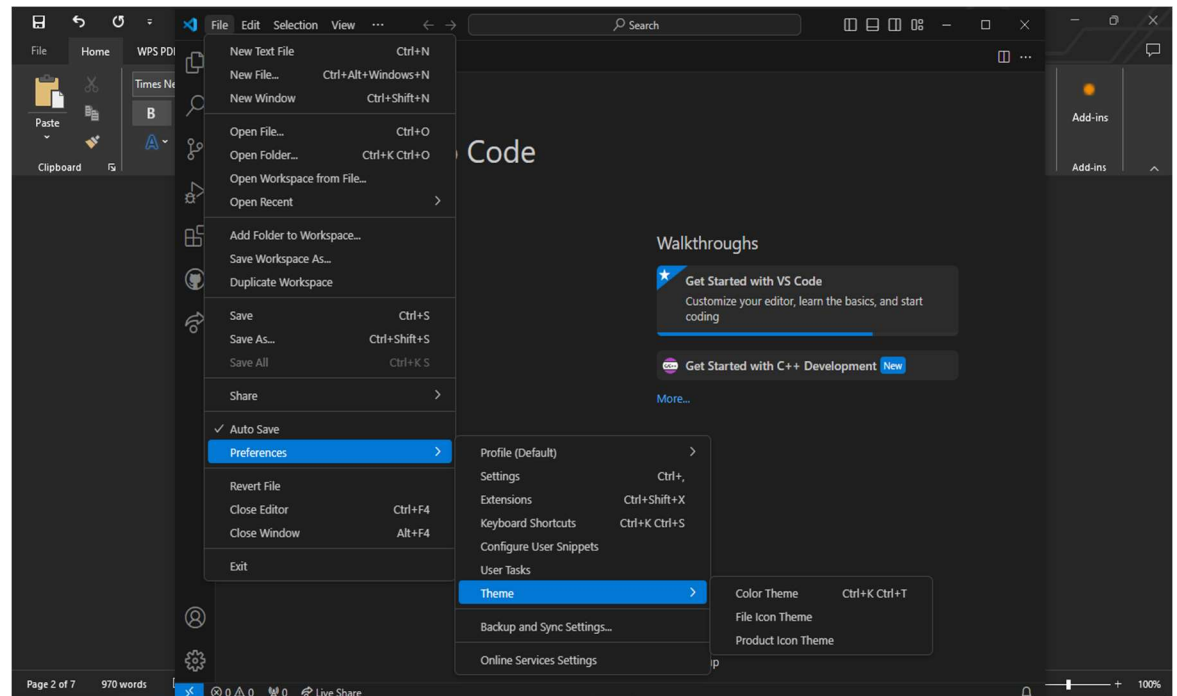 File Edit Selection View ··· Search
File Home WPS PD
Times Ne
Paste B
A
Clipboard
Add-ins
Add-ins
New Text File Ctrl+N
New File... Ctrl+Alt+Windows+N
New Window Ctrl+Shift+N
Open File... Ctrl+O
Open Folder... Ctrl+K Ctrl+O
Open Workspace from File...
Open Recent
Add Folder to Workspace...
Save Workspace As...
Duplicate Workspace
Save Ctrl+S
Save As... Ctrl+Shift+S
Save All Ctrl+K S
Share
Auto Save
Preferences
Revert File
Close Editor Ctrl+F4
Close Window Alt+F4
Exit
Code
Walkthroughs
Get Started with VS Code
Customize your editor, learn the basics, and start
coding
Get Started with C++ Development New
More...
Profile (Default)
Settings Ctrl+,
Extensions Ctrl+Shift+X
Keyboard Shortcuts Ctrl+K Ctrl+S
Configure User Snippets
User Tasks
Theme
Backup and Sync Settings...
Online Services Settings
Color Theme Ctrl+K Ctrl+T
File Icon Theme
Product Icon Theme
Page 2 of 7 970 words
0 0 0 Live Share
100%